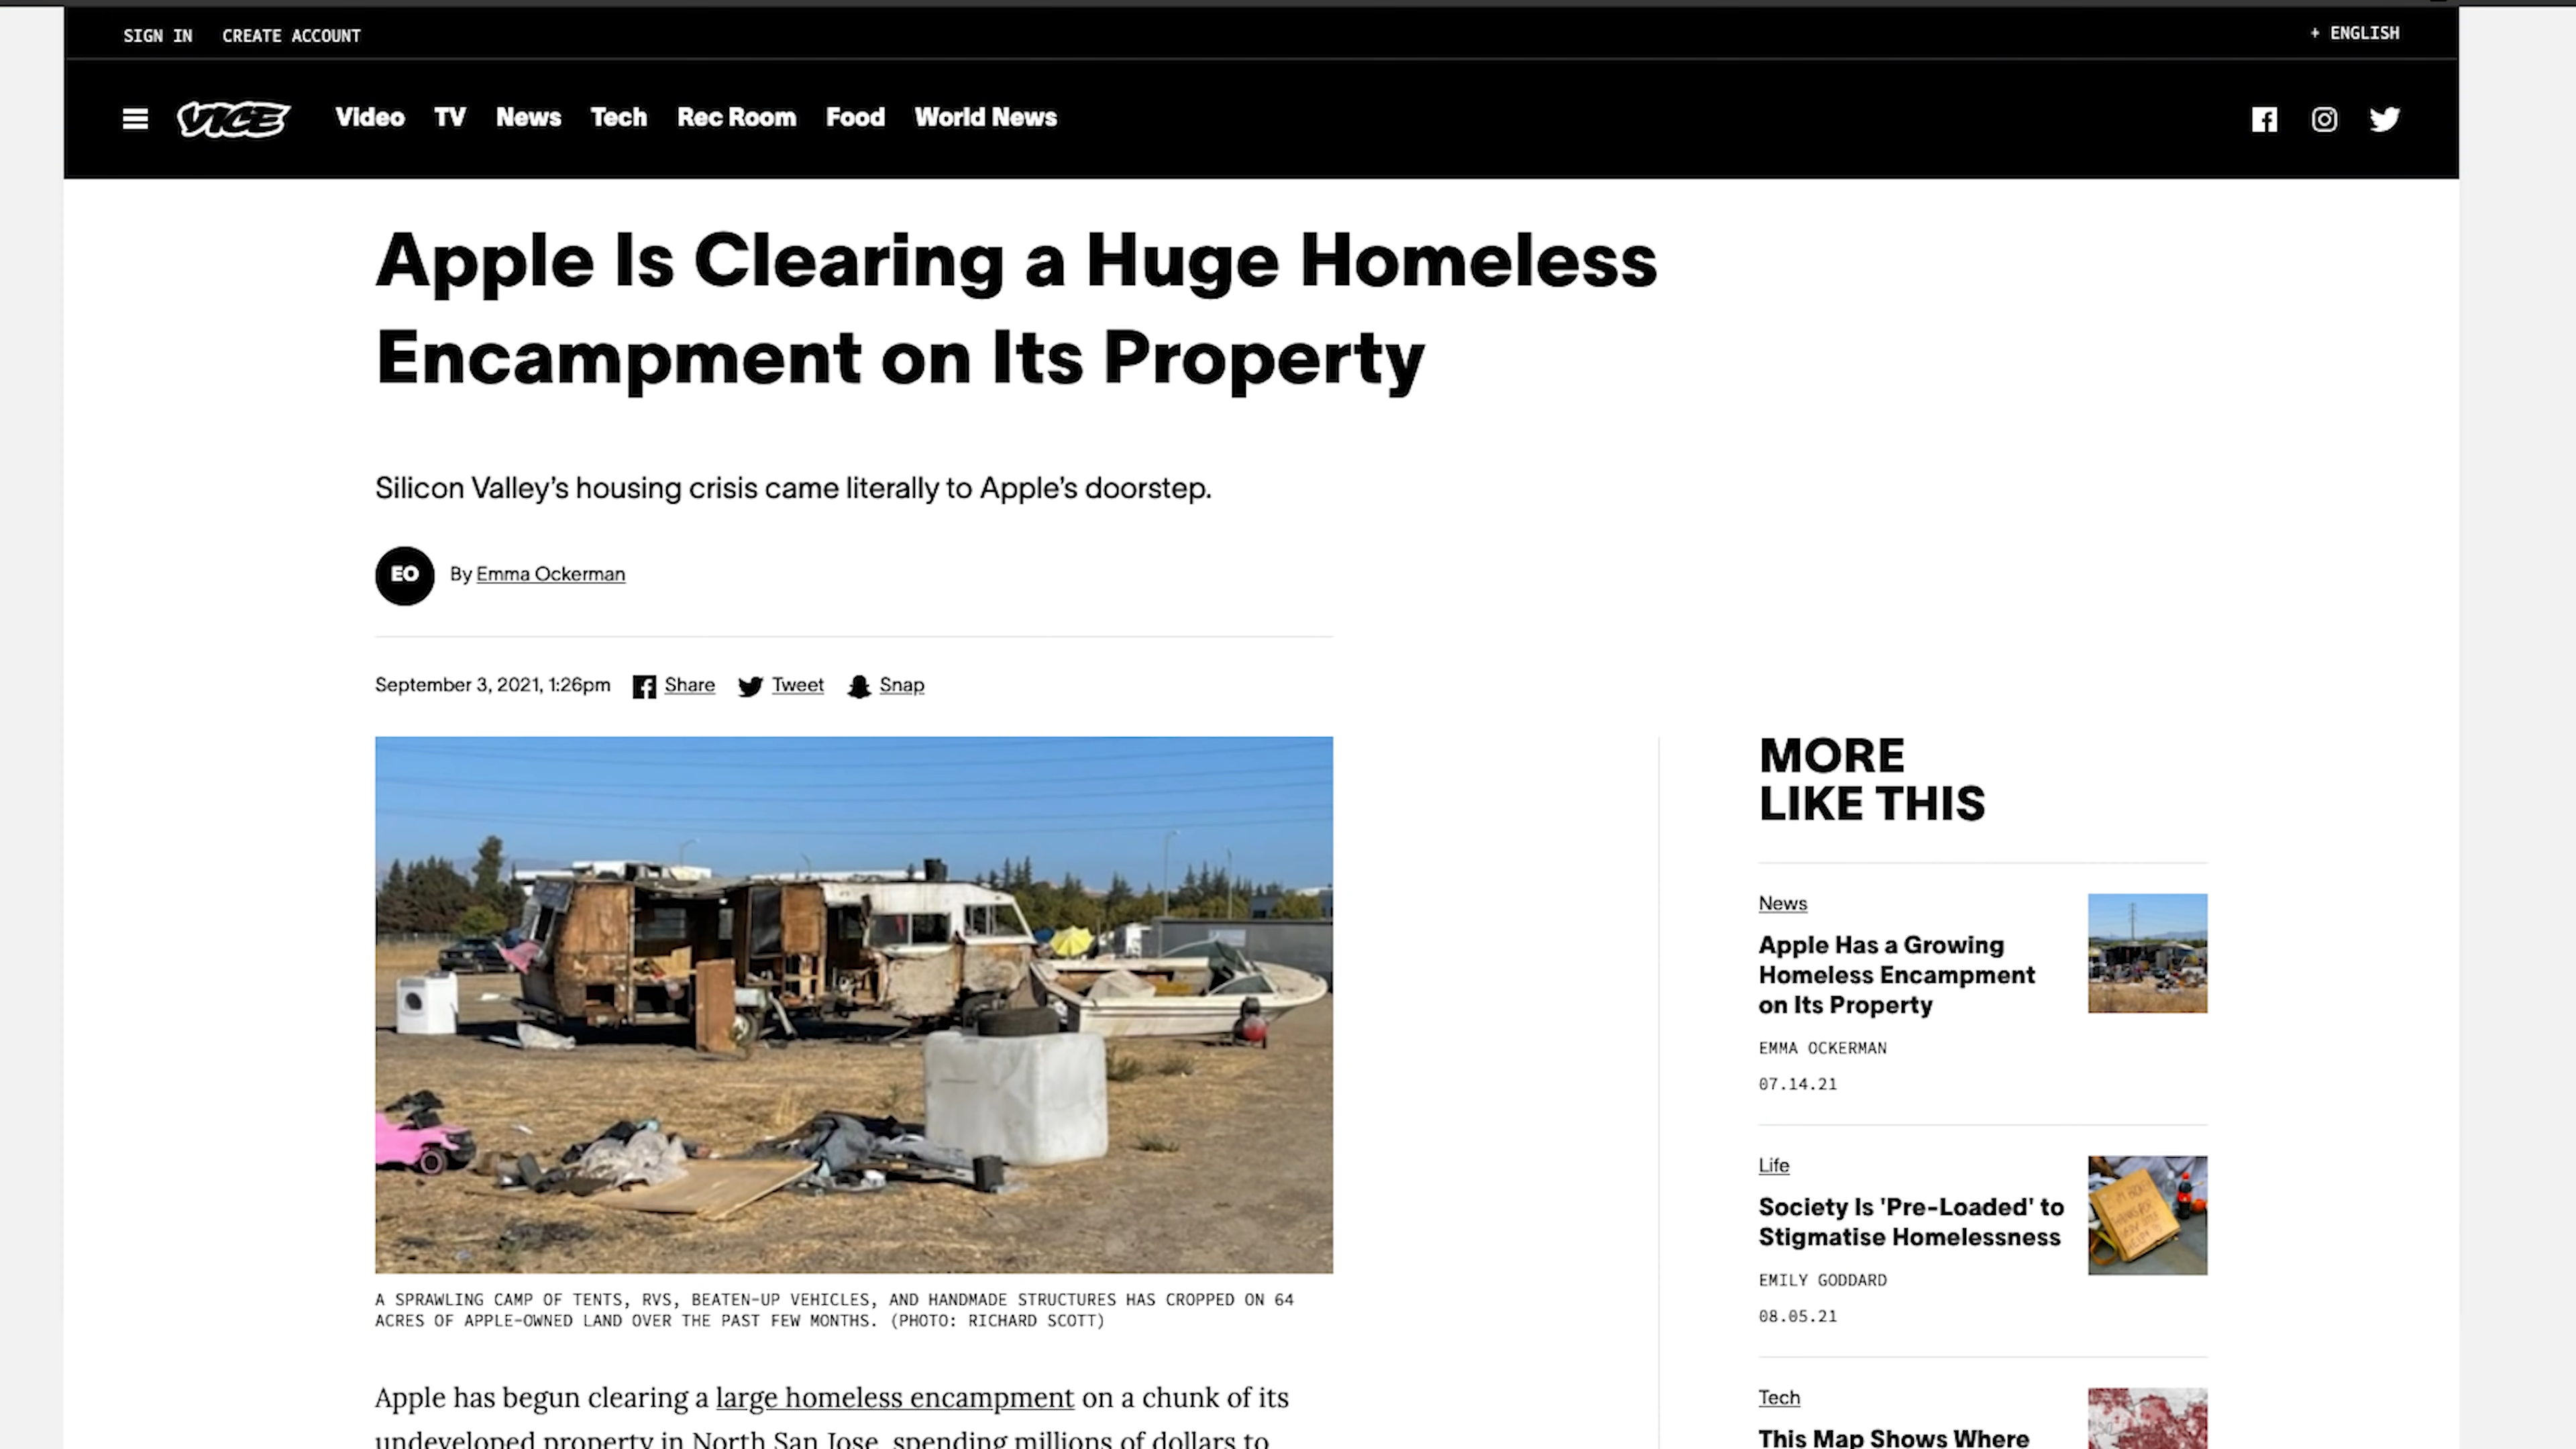 SIGN IN CREATE ACCOUNT
+ ENGLISH
VICE Video TV News Tech Rec Room Food World News
Apple Is Clearing a Huge Homeless
Encampment on Its Property
Silicon Valley's housing crisis came literally to Apple's doorstep.
EO By Emma Ockerman
September 3, 2021, 1:26pm Share Tweet Snap
A SPRAWLING CAMP OF TENTS, RVS, BEATEN-UP VEHICLES, AND HANDMADE STRUCTURES HAS CROPPED ON 64
ACRES OF APPLE-OWNED LAND OVER THE PAST FEW MONTHS. (PHOTO: RICHARD SCOTT)
Apple has begun clearing a large homeless encampment on a chunk of its
undeveloped property in North San Jose, spending millions of dollars to
MORE
LIKE THIS
News
Apple Has a Growing
Homeless Encampment
on Its Property
EMMA OCKERMAN
07.14.21
Life
Society Is 'Pre-Loaded' to
Stigmatise Homelessness
EMILY GODDARD
08.05.21
Tech
This Map Shows Where